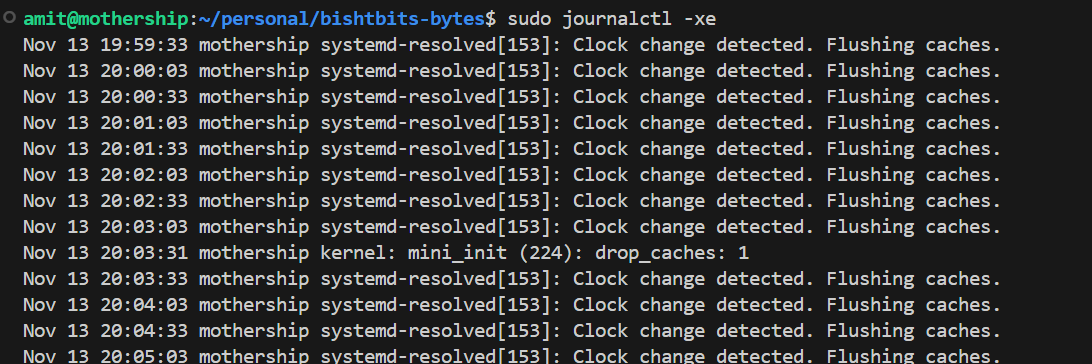 amit@mothership:~/personal/bishtbits-bytes$ sudo journalctl -xe
Nov 13 19:59:33 mothership systemd-resolved[153]: Clock change detected. Flushing caches.
Nov 13 20:00:03 mothership systemd-resolved[153]: Clock change detected. Flushing caches.
Nov 13 20:00:33 mothership systemd-resolved[153]: Clock change detected. Flushing caches.
Nov 13 20:01:03 mothership systemd-resolved[153]: Clock change detected. Flushing caches.
Nov 13 20:01:33 mothership systemd-resolved[153]: Clock change detected. Flushing caches.
Nov 13 20:02:03 mothership systemd-resolved[153]: Clock change detected. Flushing caches.
Nov 13 20:02:33 mothership systemd-resolved[153]: Clock change detected. Flushing caches.
Nov 13 20:03:03 mothership systemd-resolved[153]: Clock change detected. Flushing caches.
Nov 13 20:03:31 mothership kernel: mini_init (224): drop_caches: 1
Nov 13 20:03:33 mothership systemd-resolved[153]: Clock change detected. Flushing caches.
Nov 13 20:04:03 mothership systemd-resolved[153]: Clock change detected. Flushing caches.
Nov 13 20:04:33 mothership systemd-resolved[153]: Clock change detected. Flushing caches.
Nov 13 20:05:03 mothership systemd-resolved[153]: Clock change detected. Flushing caches.